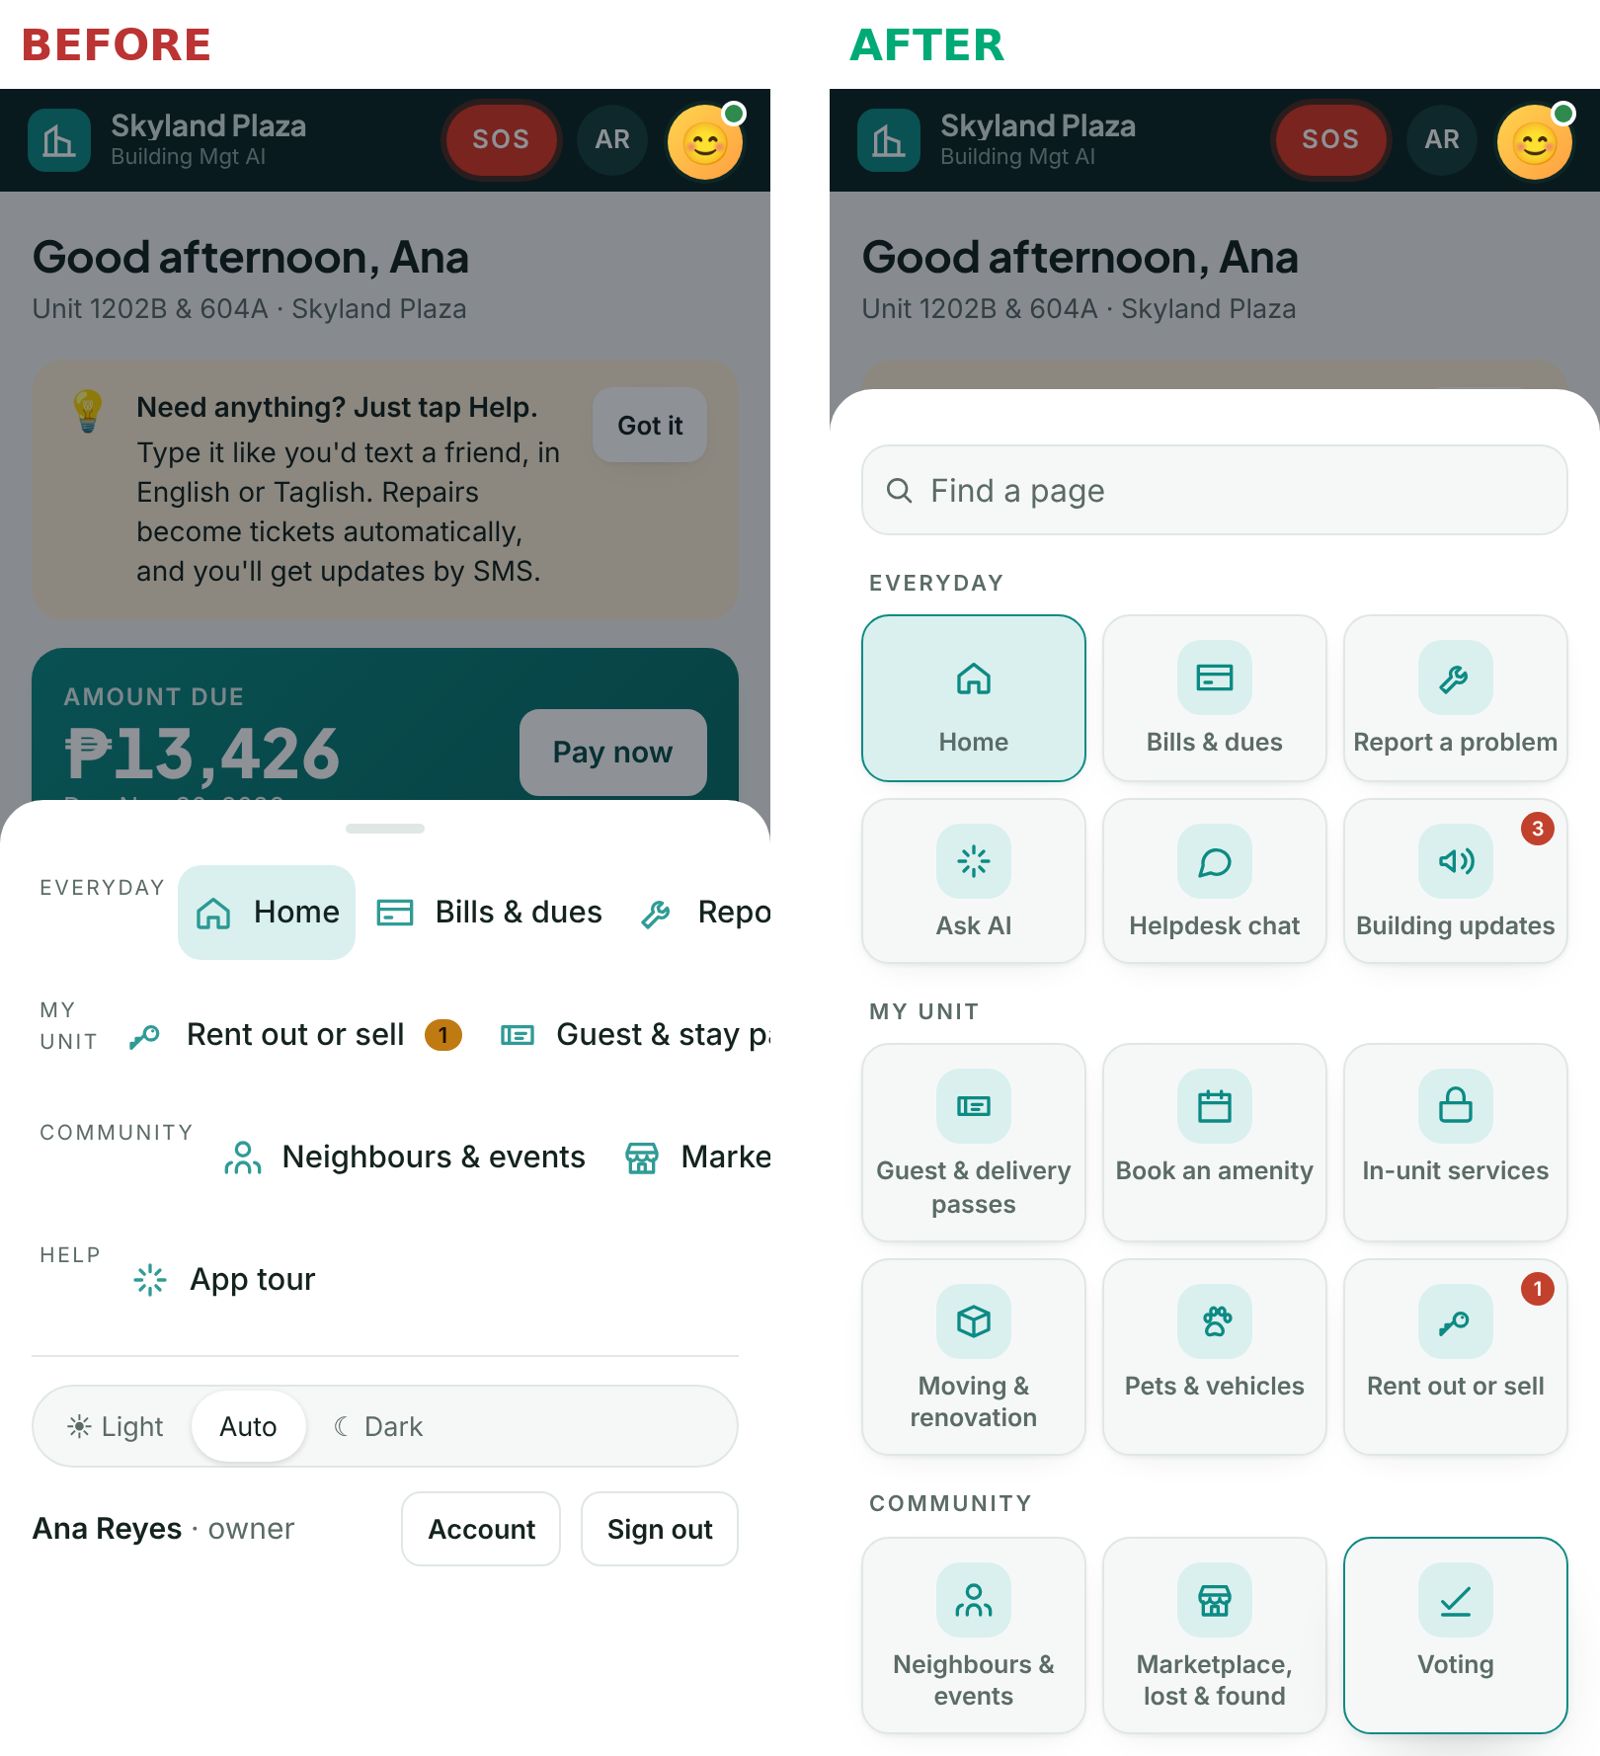 BEFORE
Skyland Plaza
Building Mgt AI
SOS
AR
Good afternoon, Ana
Unit 1202B & 604A · Skyland Plaza
Need anything? Just tap Help.
Got it
Type it like you'd text a friend, in
English or Taglish. Repairs
become tickets automatically,
and you'll get updates by SMS.
AMOUNT DUE
₱13,426
Pay now
EVERYDAY
Home
Bills & dues
Repo
MY
UNIT
Rent out or sell
1
Guest & stay
COMMUNITY
Neighbours & events
Marke
HELP
App tour
Light
Auto
Dark
Ana Reyes · owner
Account
Sign out
AFTER
Skyland Plaza
Building Mgt AI
SOS
AR
Good afternoon, Ana
Unit 1202B & 604A · Skyland Plaza
Find a page
EVERYDAY
Home
Bills & dues
Report a problem
Ask AI
Helpdesk chat
3
Building updates
MY UNIT
Guest & delivery
passes
Book an amenity
In-unit services
Moving &
renovation
Pets & vehicles
1
Rent out or sell
COMMUNITY
Neighbours &
events
Marketplace,
lost & found
Voting